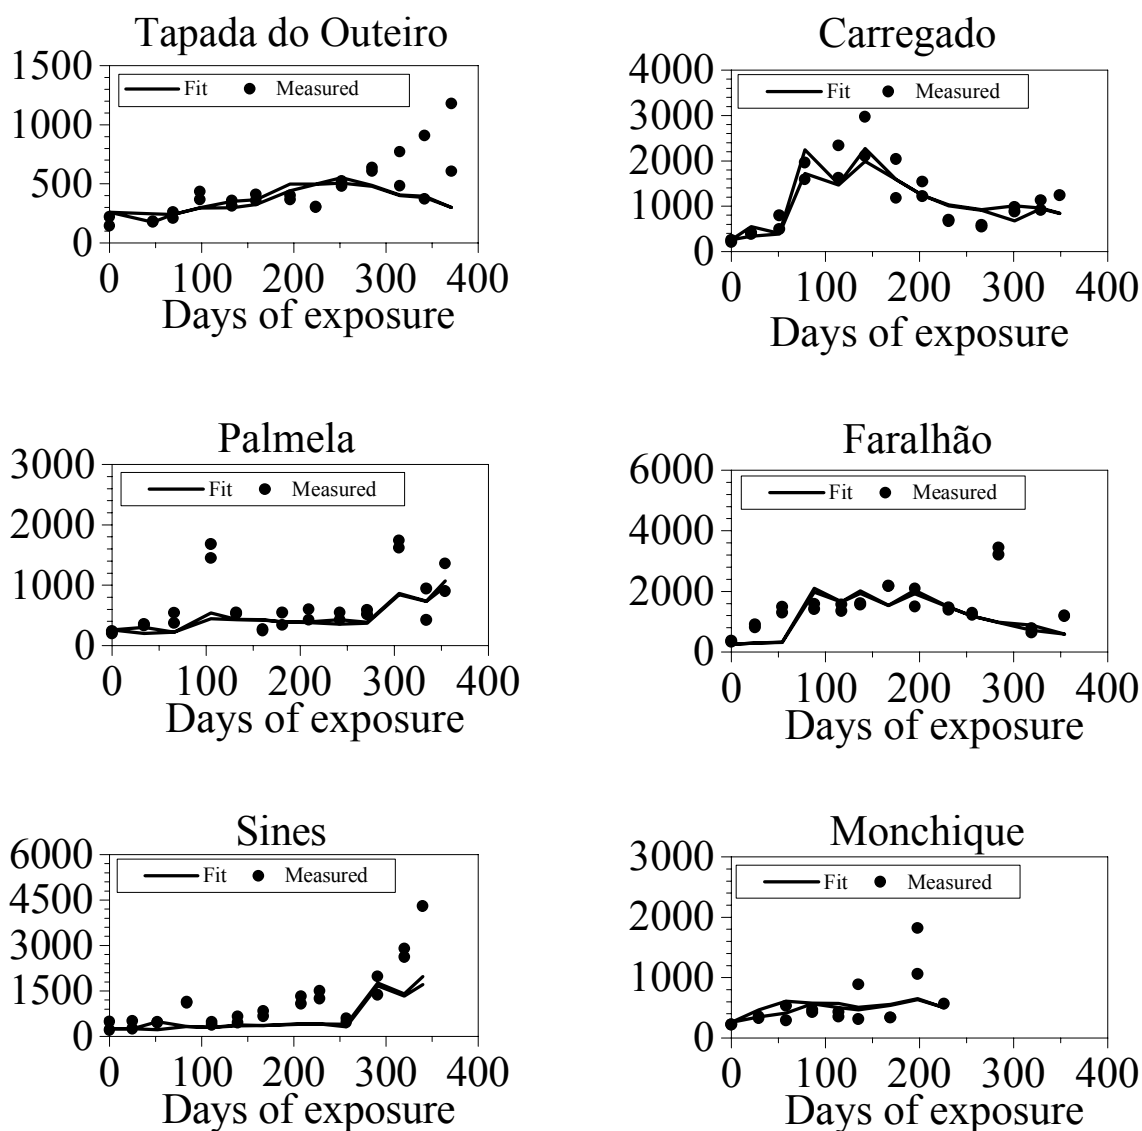 Tapada do Outeiro
1500
1000
500
0
Fit Measured
0 100 200 300 400
Days of exposure
Carregado
4000
3000
2000
1000
0
Fit Measured
0 100 200 300 400
Days of exposure
Palmela
3000
2000
1000
0
Fit Measured
0 100 200 300 400
Days of exposure
Faralhão
6000
4000
2000
0
Fit Measured
0 100 200 300 400
Days of exposure
Sines
6000
4500
3000
1500
0
Fit Measured
0 100 200 300 400
Days of exposure
Monchique
3000
2000
1000
0
Fit Measured
0 100 200 300 400
Days of exposure